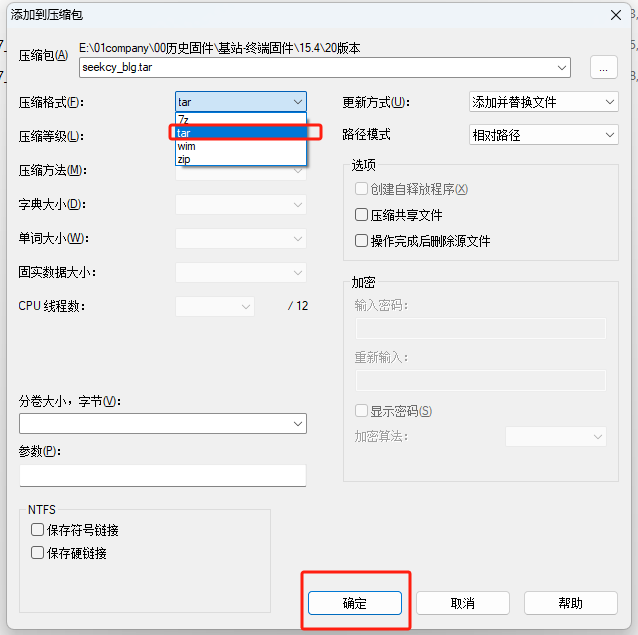 添加到压缩包
压缩包(A)
E:\01company\00历史固件\基站-终端固件\15.4\20版本
seekcy_blg.tar
...
压缩格式(F):
tar
7z
tar
wim
zip
压缩等级(L):
压缩方法(M):
字典大小(D):
单词大小(W):
固实数据大小:
CPU 线程数:
/ 12
分卷大小，字节(V):
参数(P):
NTFS
保存符号链接
保存硬链接
更新方式(U):
添加并替换文件
路径模式
相对路径
选项
创建自释放程序(X)
压缩共享文件
操作完成后删除源文件
加密
输入密码:
重新输入:
显示密码(S)
加密算法:
确定
取消
帮助